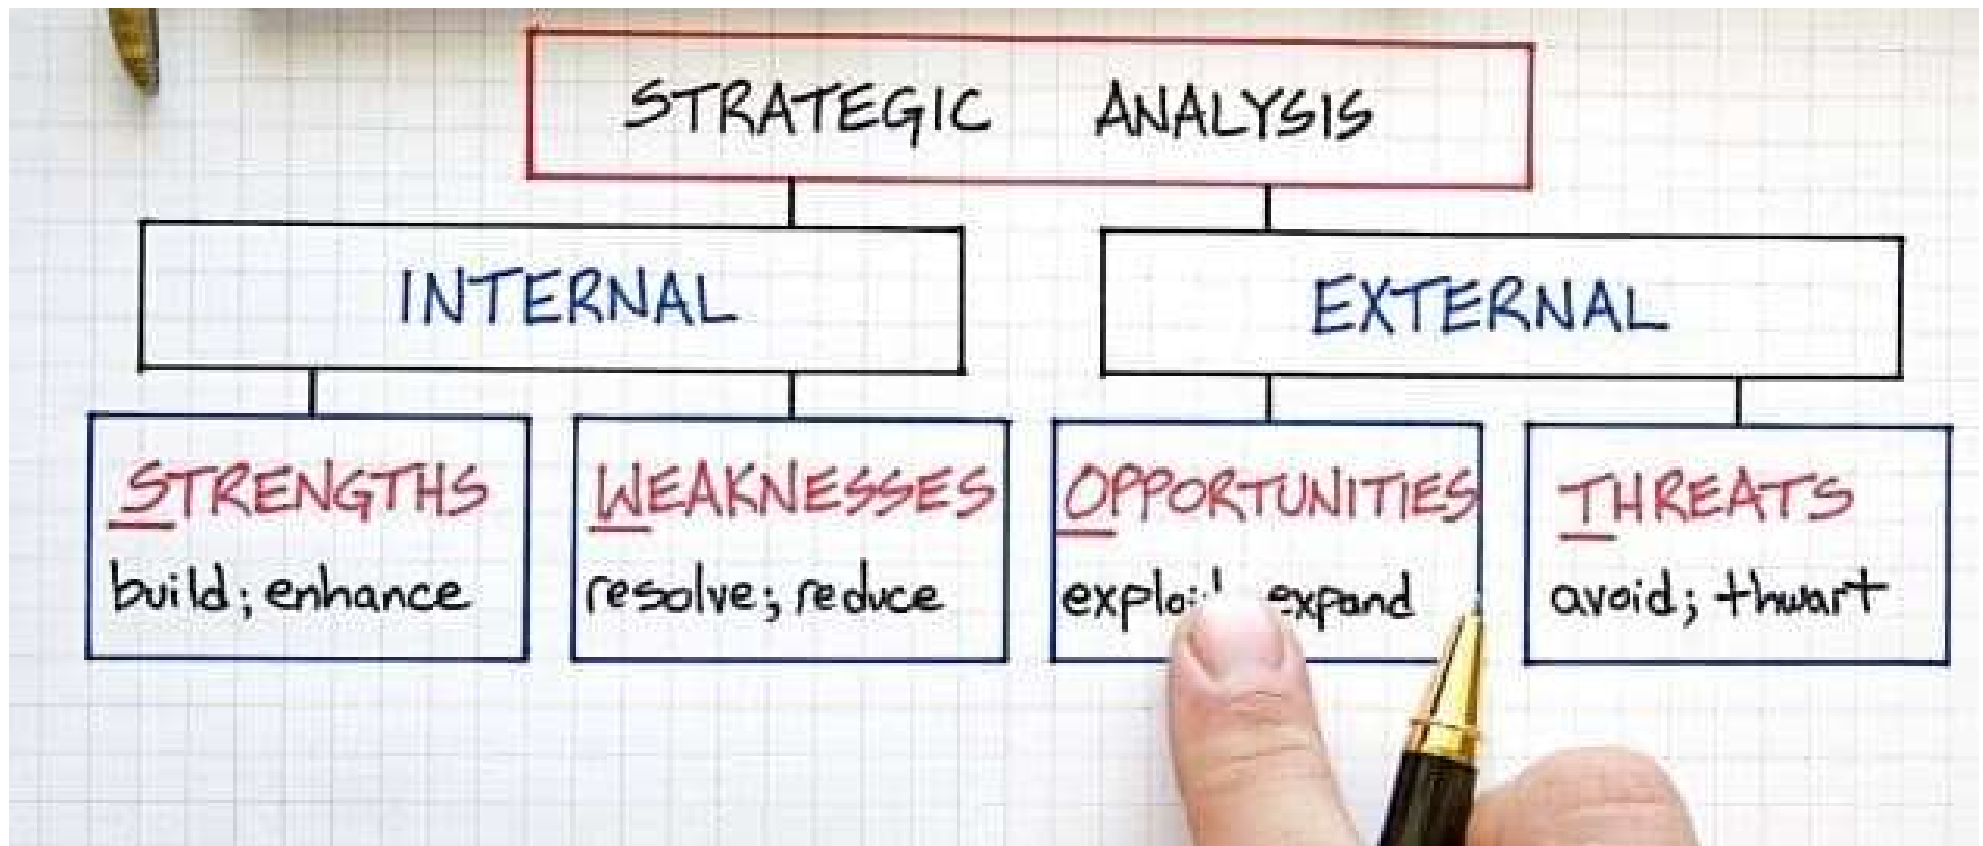 STRATEGIC ANALYSIS
INTERNAL
EXTERNAL
STRENGTHS
build; enhance
WEAKNESSES
resolve; reduce
OPPORTUNITIES
expand
THREATS
avoid; thwart